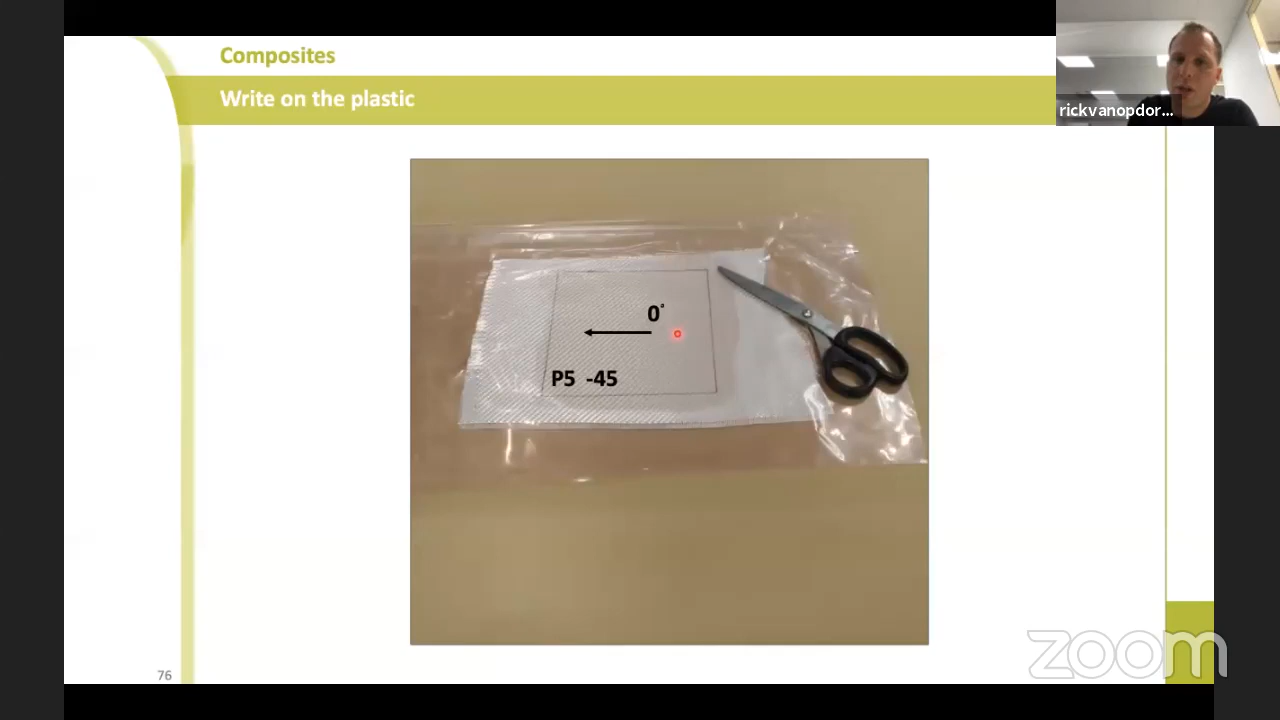 Composites
Write on the plastic
rickvanopdor...
0°
P5 -45
76
zoom